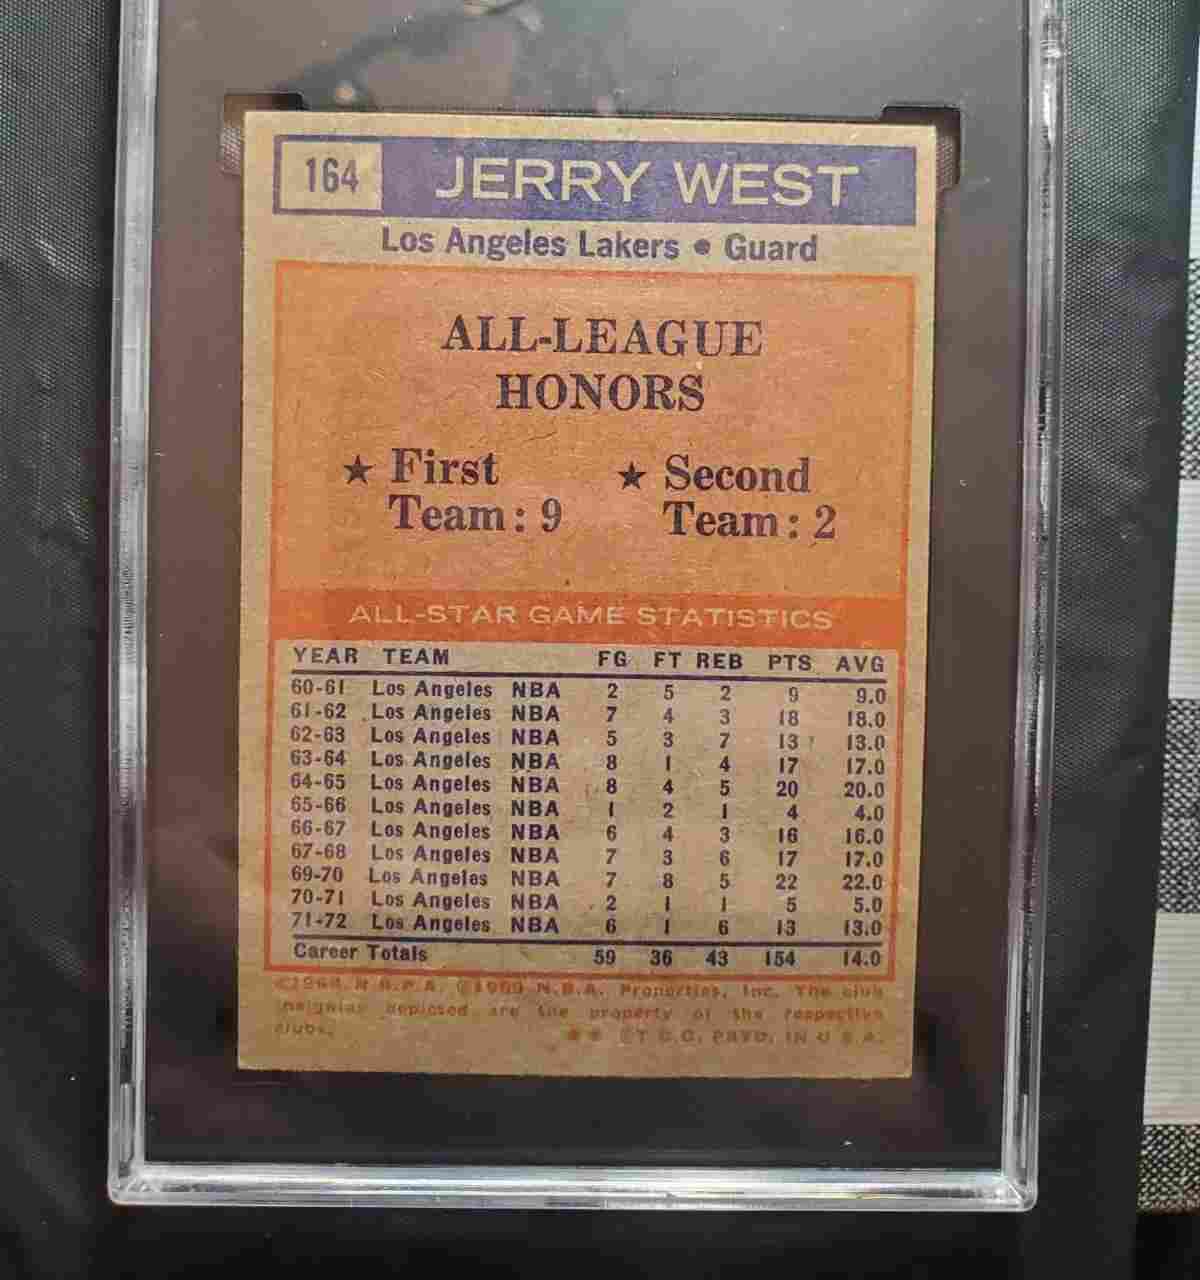 164 JERRY WEST
Los Angeles Lakers • Guard
ALL-LEAGUE
HONORS
★ First ★ Second
Team: 9 Team: 2
ALL-STAR GAME STATISTICS
YEAR TEAM FG FT REB PTS AVG
60-61 Los Angeles NBA 2 5 2 9 9.0
61-62 Los Angeles NBA 7 4 3 18 18.0
62-63 Los Angeles NBA 5 3 7 13 13.0
63-64 Los Angeles NBA 8 1 4 17 17.0
64-65 Los Angeles NBA 8 4 5 20 20.0
65-66 Los Angeles NBA 1 2 1 4 4.0
66-67 Los Angeles NBA 6 4 3 16 16.0
67-68 Los Angeles NBA 7 3 6 17 17.0
69-70 Los Angeles NBA 7 8 5 22 22.0
70-71 Los Angeles NBA 2 1 1 5 5.0
71-72 Los Angeles NBA 6 1 6 13 13.0
Career Totals 59 36 43 154 14.0
N.B.P.A. ©1969 N.B.A. Properties, Inc. The club
insignias depicted are the property of the respective
clubs.
★★ ©T.C.G. PRTD. IN U.S.A.